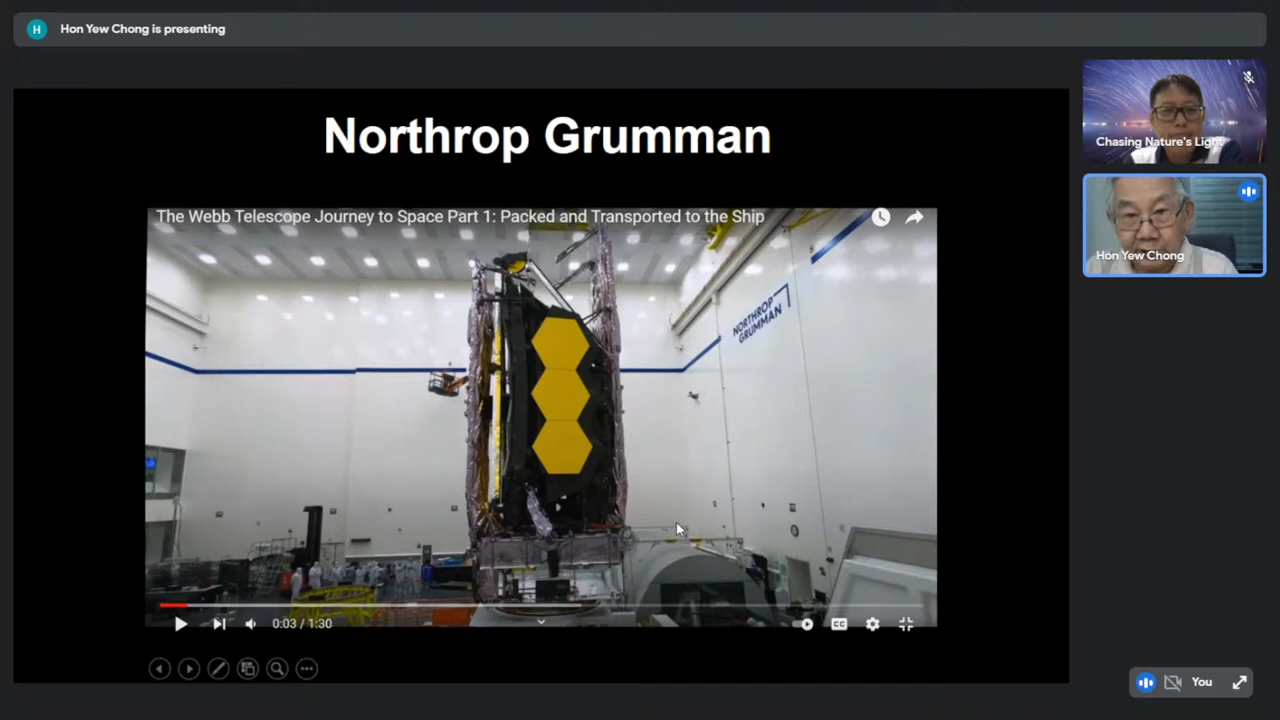 H
Hon Yew Chong is presenting
Northrop Grumman
The Webb Telescope Journey to Space Part 1: Packed and Transported to the Ship
NORTHROP
GRUMMAN
0:03 / 1:30
CC
Chasing Nature's Light
Hon Yew Chong
You